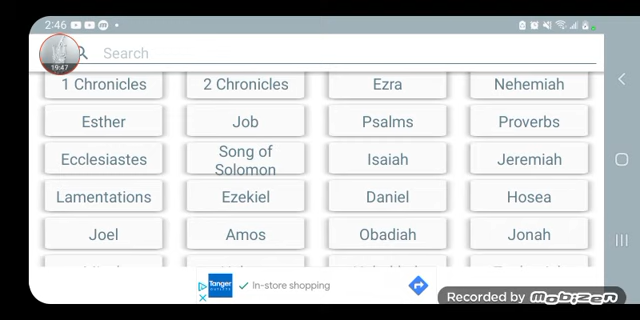 2:46
Search
19:47
1 Chronicles 2 Chronicles Ezra Nehemiah
Esther Job Psalms Proverbs
Ecclesiastes Song of Solomon Isaiah Jeremiah
Lamentations Ezekiel Daniel Hosea
Joel Amos Obadiah Jonah
Tanger
In-store shopping
Recorded by Mobizen